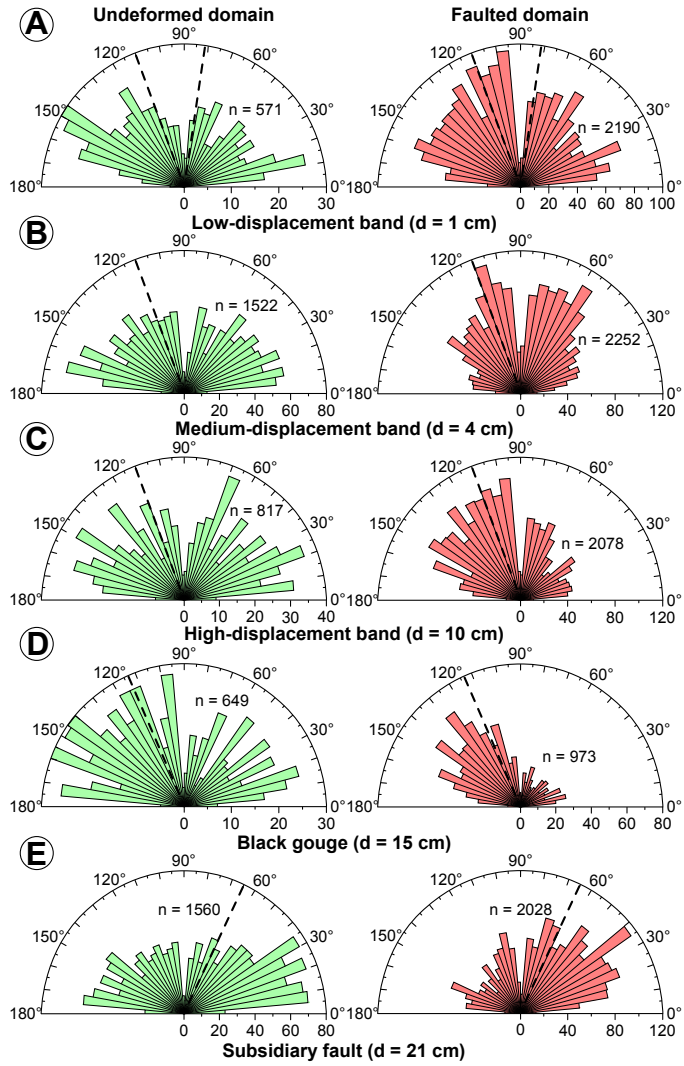 Undeformed domain Faulted domain
A
90° 90°
120° 60° 120° 60°
150° n = 571 30° 150° n = 2190 30°
180° 0° 180° 0°
0 10 20 30 0 20 40 60 80 100
Low-displacement band (d = 1 cm)
B
90° 90°
120° 60° 120° 60°
150° n = 1522 30° 150° n = 2252 30°
180° 0° 180° 0°
0 20 40 60 80 0 40 80 120
Medium-displacement band (d = 4 cm)
C
90° 90°
120° 60° 120° 60°
150° n = 817 30° 150° n = 2078 30°
180° 0° 180° 0°
0 10 20 30 40 0 40 80 120
High-displacement band (d = 10 cm)
D
90° 90°
120° 60° 120° 60°
150° n = 649 30° 150° n = 973 30°
180° 0° 180° 0°
0 10 20 30 0 20 40 60 80
Black gouge (d = 15 cm)
E
90° 90°
120° 60° 120° 60°
150° n = 1560 30° 150° n = 2028 30°
180° 0° 180° 0°
0 20 40 60 80 0 40 80 120
Subsidiary fault (d = 21 cm)